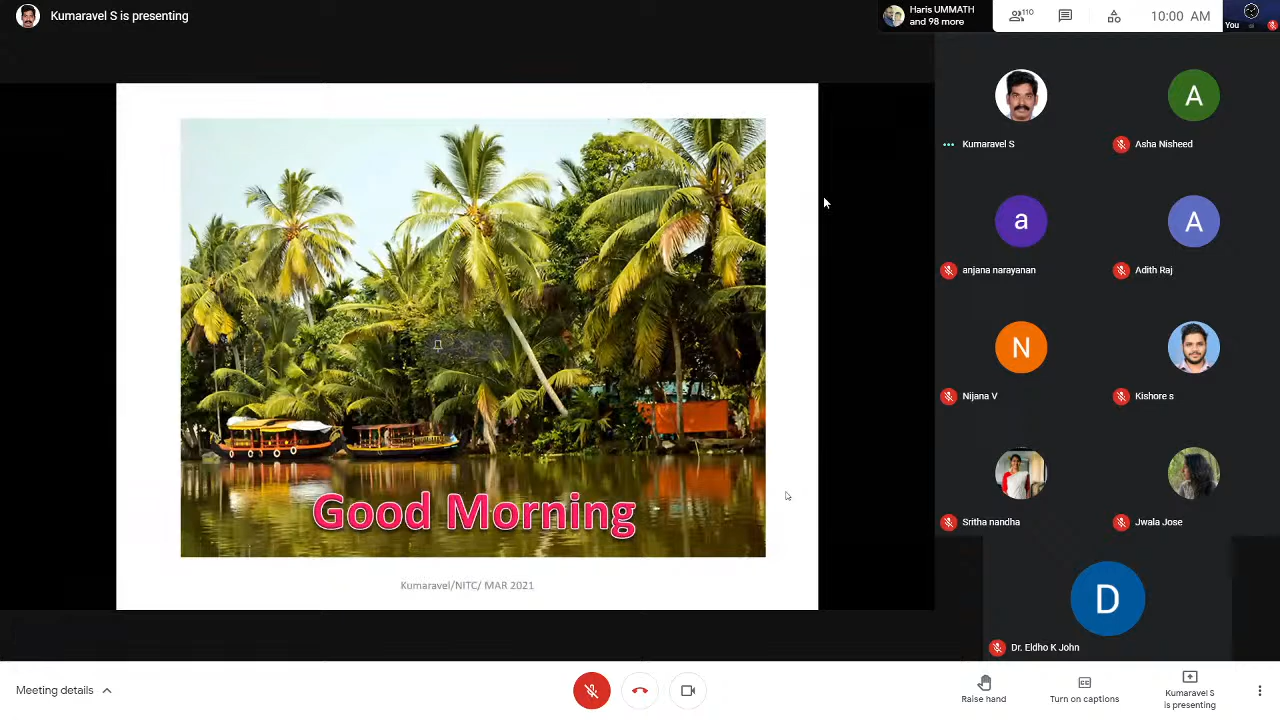 Kumaravel S is presenting
Haris UMMATH
and 98 more
110
10:00 AM
You
Kumaravel S
A
Asha Nisheed
a
anjana narayanan
A
Adith Raj
N
Nijana V
Kishore s
Sritha nandha
Jwala Jose
D
Dr. Eldho K John
Good Morning
Kumaravel/NITC/ MAR 2021
Meeting details
Raise hand
Turn on captions
Kumaravel S
is presenting